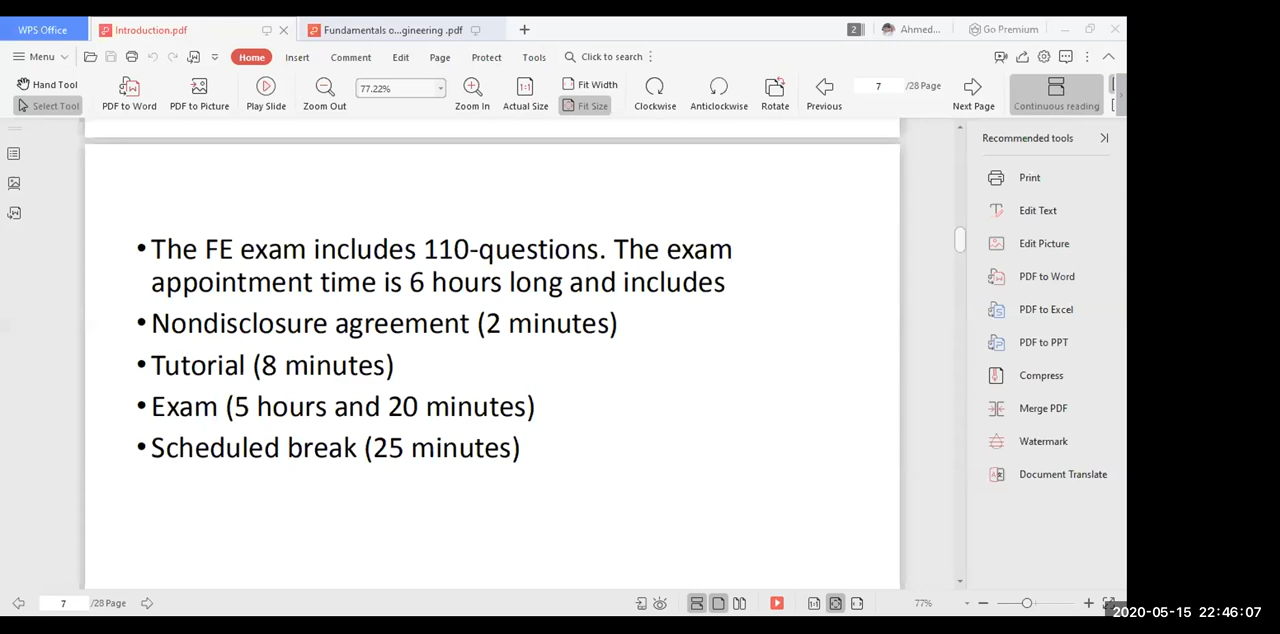 WPS Office Introduction.pdf Fundamentals o...gineering .pdf 2 Ahmed... Go Premium
Menu Home Insert Comment Edit Page Protect Tools Click to search
Hand Tool
Select Tool
PDF to Word PDF to Picture Play Slide Zoom Out 77.22% Zoom In 1:1 Actual Size Fit Width
Fit Size
Clockwise Anticlockwise Rotate Previous 7 /28 Page Next Page Continuous reading
Recommended tools
Print
Edit Text
Edit Picture
PDF to Word
PDF to Excel
PDF to PPT
Compress
Merge PDF
Watermark
Document Translate
•The FE exam includes 110-questions. The exam
appointment time is 6 hours long and includes
•Nondisclosure agreement (2 minutes)
•Tutorial (8 minutes)
•Exam (5 hours and 20 minutes)
•Scheduled break (25 minutes)
7 /28 Page 77%
2020-05-15 22:46:07